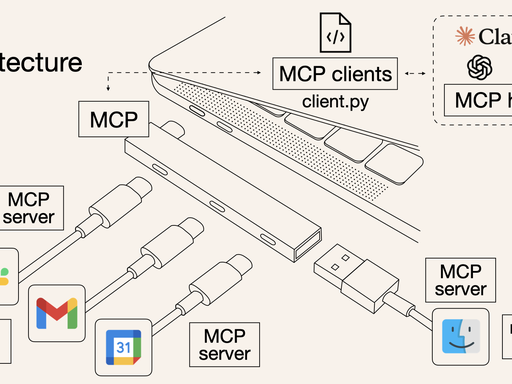 tecture
MCP clients
client.py
Cla
MCP h
MCP
MCP
server
31
MCP
server
MCP
server